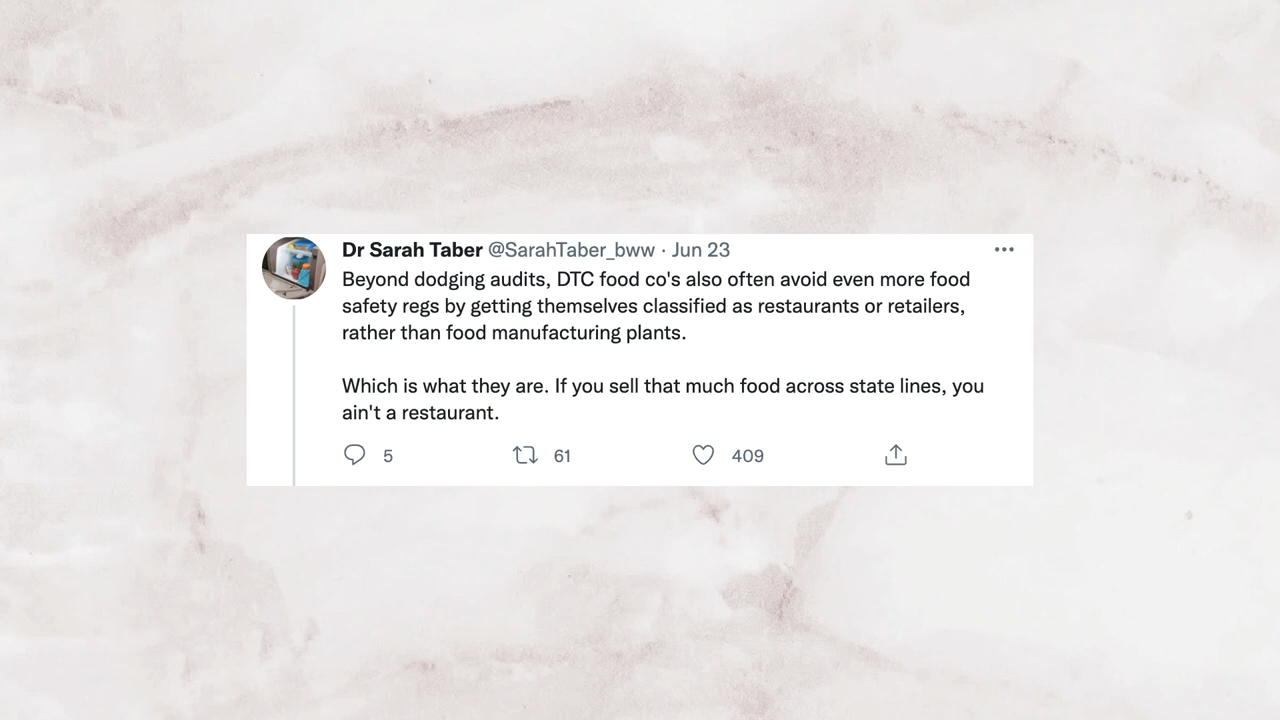 Dr Sarah Taber @SarahTaber_bww · Jun 23
Beyond dodging audits, DTC food co's also often avoid even more food
safety regs by getting themselves classified as restaurants or retailers,
rather than food manufacturing plants.
Which is what they are. If you sell that much food across state lines, you
ain't a restaurant.
5 61 409